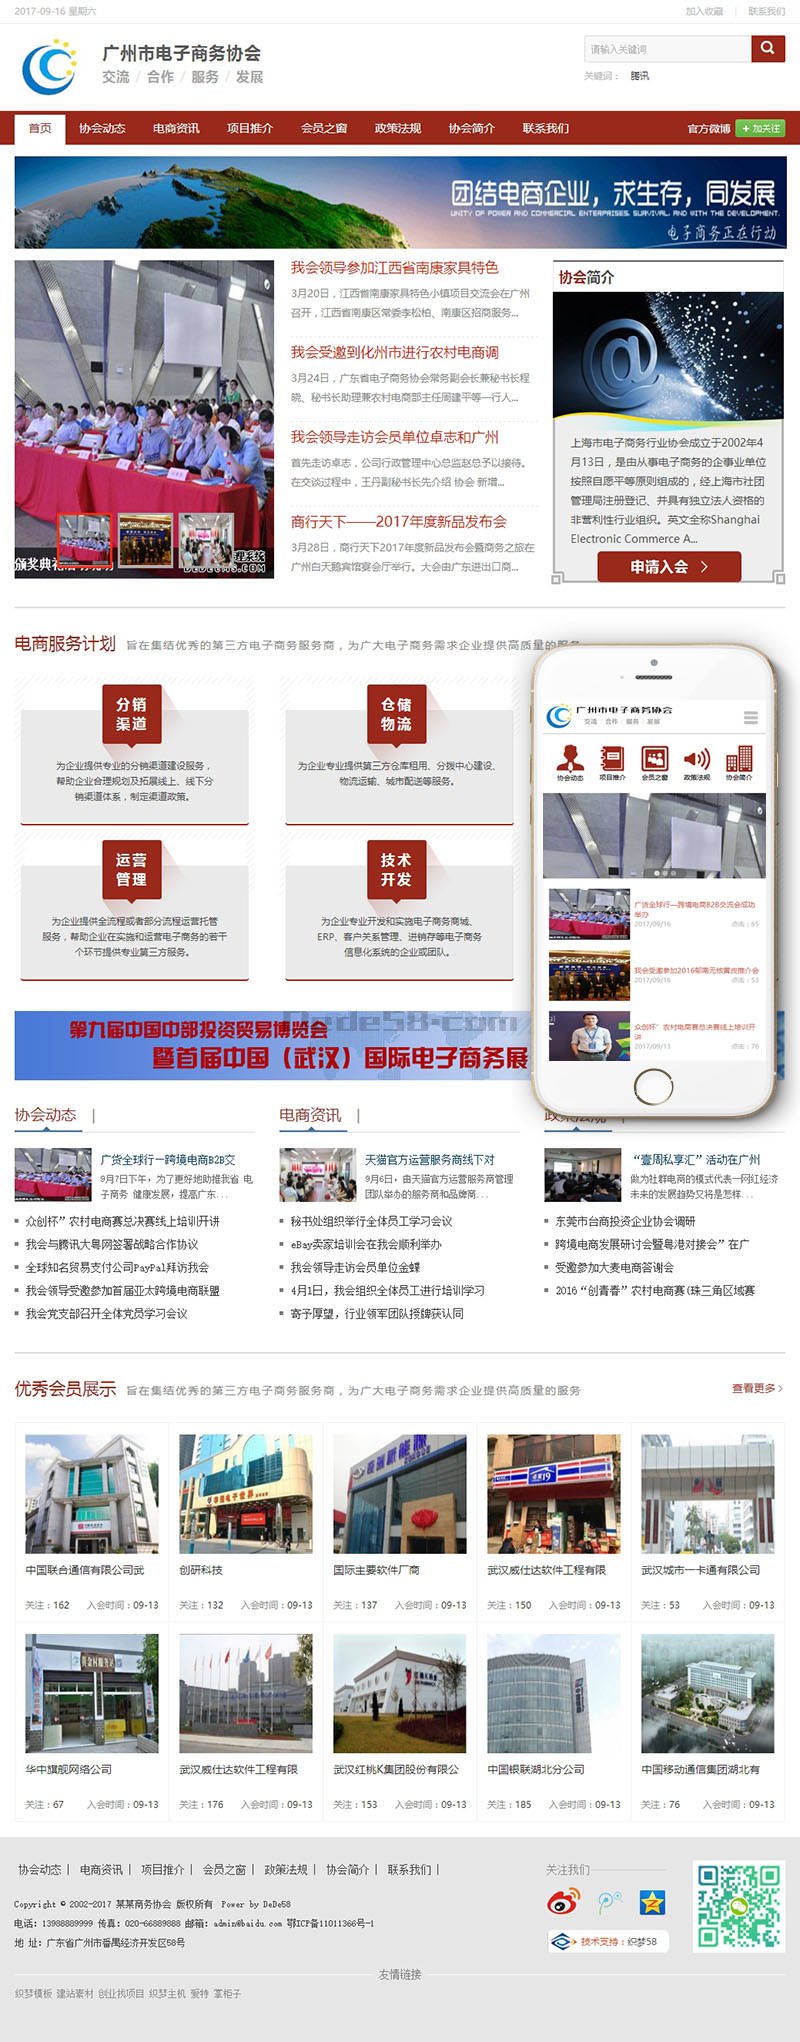 2017-09-16 星期六
加入收藏 | 联系我们
广州市电子商务协会
交流 / 合作 / 服务 / 发展
请输入关键词
关键词： 腾讯
首页 协会动态 电商资讯 项目推介 会员之窗 政策法规 协会简介 联系我们 官方微博 + 加关注
团结电商企业，求生存，同发展
UNITY OF POWER AND COMMERCIAL ENTERPRISES, SURVIVAL, AND WITH THE DEVELOPMENT.
电子商务正在行动
我会领导参加江西省南康家具特色
3月20日，江西省南康家具特色小镇项目交流会在广州
召开，江西省南康区常委李松柏、南康区招商服务...
我会受邀到化州市进行农村电商调
3月24日，广东省电子商务协会常务副会长兼秘书长程
晓、秘书长助理兼农村电商部主任周建平等一行人...
我会领导走访会员单位卓志和广州
首先走访卓志，公司行政管理中心总监赵总予以接待。
在交谈过程中，王丹副秘书长先介绍 协会 新增...
商行天下——2017年度新品发布会
3月28日，商行天下2017年度新品发布会暨商务之旅在
广州白天鹅宾馆宴会厅举行。大会由广东进出口商...
协会简介
上海市电子商务行业协会成立于2002年4
月13日，是由从事电子商务的企事业单位
按照自愿平等原则组成的，经上海市社团
管理局注册登记、并具有独立法人资格的
非营利性行业组织。英文全称Shanghai
Electronic Commerce A...
申请入会 >
电商服务计划 旨在集结优秀的第三方电子商务服务商，为广大电子商务需求企业提供高质量的服务
分销
渠道
为企业提供专业的分销渠道建设服务，
帮助企业合理规划及拓展线上、线下分
销渠道体系，制定渠道政策。
仓储
物流
为企业专业提供第三方仓库租用、分拨中心建设、
物流运输、城市配送等服务。
运营
管理
为企业提供全流程或者部分流程运营托管
服务，帮助企业在实施和运营电子商务的若干
个环节提供专业第三方服务。
技术
开发
为企业专业开发和实施电子商务商城、
ERP、客户关系管理、进销存等电子商务
信息化系统的企业或团队。
广州市电子商务协会
交流 / 合作 / 服务 / 发展
协会动态 项目推介 会员之窗 政策法规 协会简介
广货全球行—跨境电商B2B交流会成功
举办
2017/09/16 点击：65
我会受邀参加2016郁南无核黄皮推介会
2017/09/16 点击：53
众创杯”农村电商赛总决赛线上培训开
讲
2017/09/13 点击：76
Dede58.com
第九届中国中部投资贸易博览会
暨首届中国（武汉）国际电子商务展
协会动态 |
广货全球行—跨境电商B2B交
9月7日下午，为了更好地助推我省 电
子商务 健康发展，提高广东...
众创杯”农村电商赛总决赛线上培训开讲
我会与腾讯大粤网签署战略合作协议
全球知名贸易支付公司PayPal拜访我会
我会领导受邀参加首届亚太跨境电商联盟
我会党支部召开全体党员学习会议
电商资讯 |
天猫官方运营服务商线下对
9月6日，由天猫官方运营服务商管理
团队举办的服务商和品牌商...
秘书处组织举行全体员工学习会议
eBay卖家培训会在我会顺利举办
我会领导走访会员单位金蝶
4月1日，我会组织全体员工进行培训学习
寄予厚望，行业领军团队授牌获认同
政策法规 |
“壹周私享汇”活动在广州
做为社群电商的模式代表一网红经济
未来的发展趋势又将是怎样...
东莞市台商投资企业协会调研
跨境电商发展研讨会暨粤港对接会”在广
受邀参加大麦电商答谢会
2016“创青春”农村电商赛(珠三角区域赛
优秀会员展示 旨在集结优秀的第三方电子商务服务商，为广大电子商务需求企业提供高质量的服务 查看更多 >
中国联合通信有限公司武 创研科技 国际主要软件厂商 武汉威仕达软件工程有限 武汉城市一卡通有限公司
关注：162 入会时间：09-13 关注：132 入会时间：09-13 关注：137 入会时间：09-13 关注：150 入会时间：09-13 关注：53 入会时间：09-13
华中旗舰网络公司 武汉威仕达软件工程有限 武汉红桃K集团股份有限公 中国银联湖北分公司 中国移动通信集团湖北有
关注：67 入会时间：09-13 关注：176 入会时间：09-13 关注：153 入会时间：09-13 关注：185 入会时间：09-13 关注：76 入会时间：09-13
协会动态 | 电商资讯 | 项目推介 | 会员之窗 | 政策法规 | 协会简介 | 联系我们 |
Copyright © 2002-2017 某某商务协会 版权所有 Power by DeDe58
电话：13988889999 传真：020-66889888 邮箱：admin@baidu.com 鄂ICP备11011366号-1
地 址：广东省广州市番禺经济开发区58号
关注我们
技术支持：织梦58
友情链接
织梦模板 建站素材 创业找项目 织梦主机 爱特 掌柜子